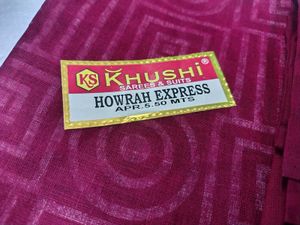 KS KHUSHi ®
SAREES & SUITS
HOWRAH EXPRESS
APR.5.50 MTS.